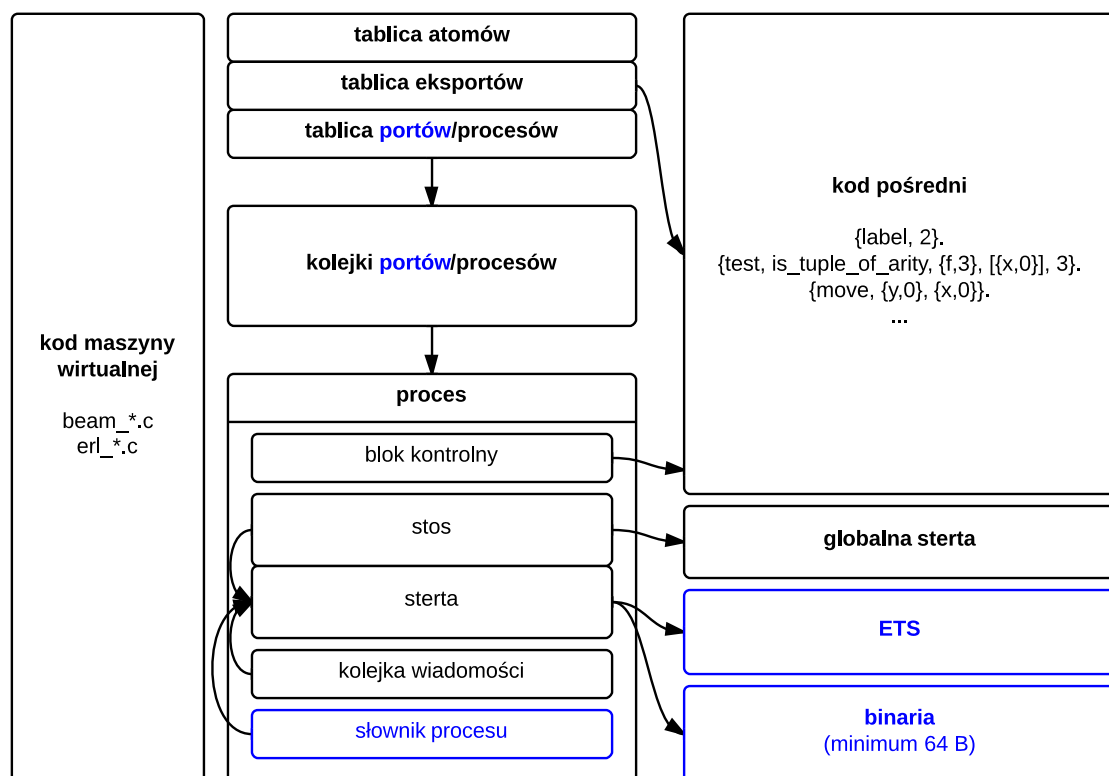 kod maszyny
wirtualnej
beam_*.c
erl_*.c
tablica atomów
tablica eksportów
tablica portów/procesów
kolejki portów/procesów
proces
blok kontrolny
stos
sterta
kolejka wiadomości
słownik procesu
kod pośredni
{label, 2}.
{test, is_tuple_of_arity, {f,3}, [{x,0}], 3}.
{move, {y,0}, {x,0}}.
...
globalna sterta
ETS
binaria
(minimum 64 B)